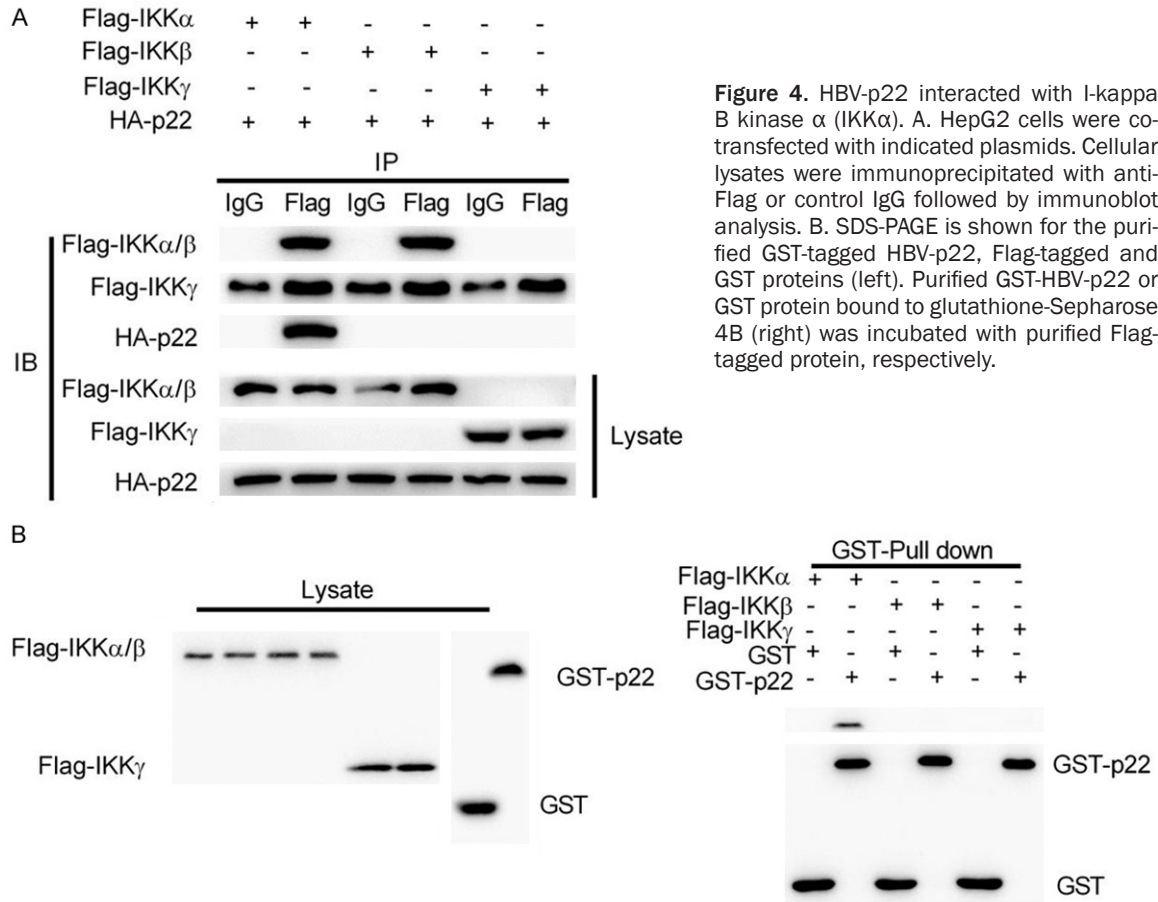 A
Flag-IKKα + + - - - -
Flag-IKKβ - - + + - -
Flag-IKKγ - - - - + +
HA-p22 + + + + + +
IP
IgG Flag IgG Flag IgG Flag
IB
Flag-IKKα/β
Flag-IKKγ
HA-p22
Flag-IKKα/β
Flag-IKKγ
HA-p22
Lysate
Figure 4. HBV-p22 interacted with I-kappa
B kinase α (IKKα). A. HepG2 cells were co-
transfected with indicated plasmids. Cellular
lysates were immunoprecipitated with anti-
Flag or control IgG followed by immunoblot
analysis. B. SDS-PAGE is shown for the puri-
fied GST-tagged HBV-p22, Flag-tagged and
GST proteins (left). Purified GST-HBV-p22 or
GST protein bound to glutathione-Sepharose
4B (right) was incubated with purified Flag-
tagged protein, respectively.
B
Lysate
Flag-IKKα/β
Flag-IKKγ
GST-p22
GST
GST-Pull down
Flag-IKKα + + - - - -
Flag-IKKβ - - + + - -
Flag-IKKγ - - - - + +
GST + - + - + -
GST-p22 - + - + - +
GST-p22
GST